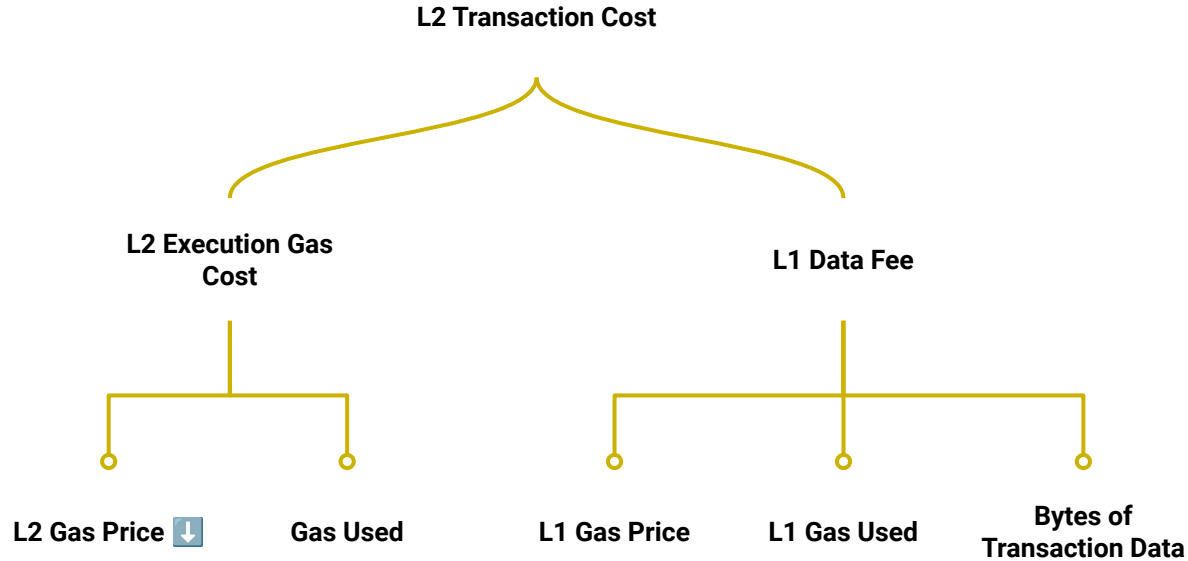 L2 Transaction Cost
L2 Execution Gas
Cost
L1 Data Fee
L2 Gas Price ⬇️
Gas Used
L1 Gas Price
L1 Gas Used
Bytes of
Transaction Data